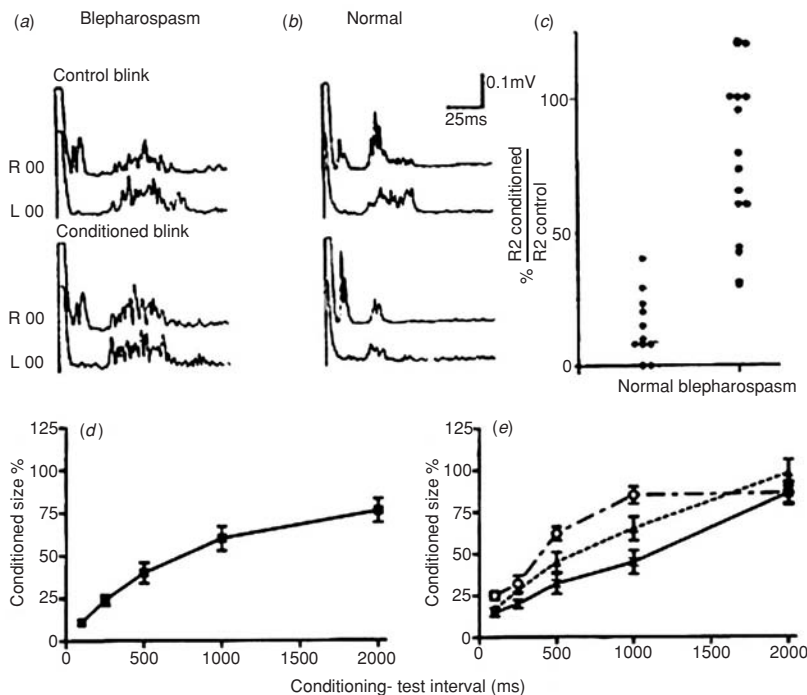 (a) Blepharospasm
(b) Normal
(c)
Control blink
0.1mV
25ms
R 00
L 00
Conditioned blink
R 00
L 00
% R2 conditioned
R2 control
100
50
0
Normal blepharospasm
(d)
Conditioned size %
125
100
75
50
25
0
0 500 1000 1500 2000
(e)
Conditioned size %
125
100
75
50
25
0
0 500 1000 1500 2000
Conditioning- test interval (ms)